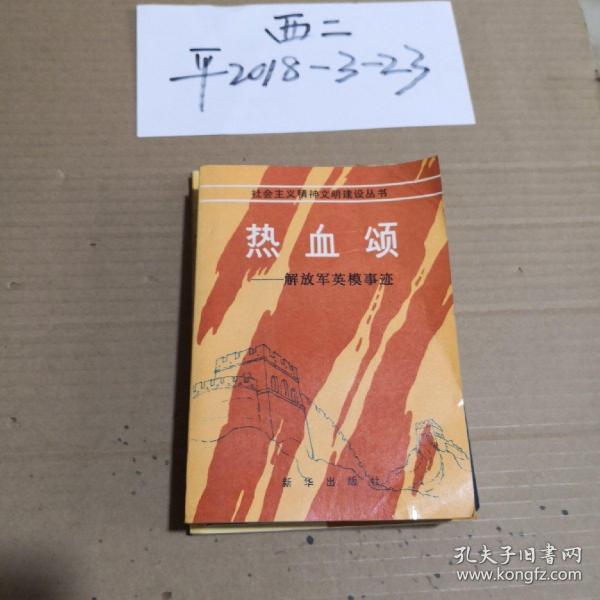 西二
平2018-3-23
社会主义精神文明建设丛书
热血颂
——解放军英模事迹
新华出版社
孔夫子旧书网
www.kongfz.com